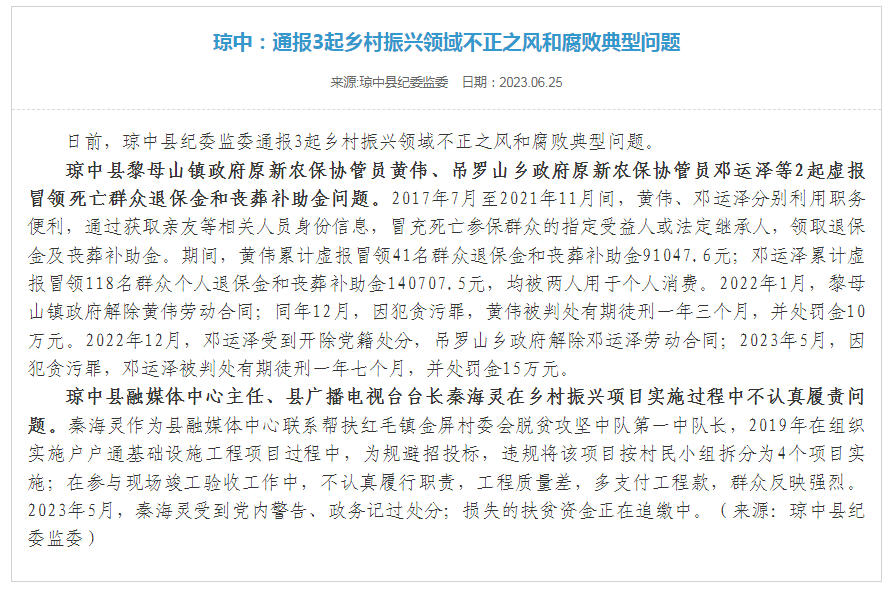 琼中：通报3起乡村振兴领域不正之风和腐败典型问题
来源:琼中县纪委监委 日期：2023.06.25
日前，琼中县纪委监委通报3起乡村振兴领域不正之风和腐败典型问题。
琼中县黎母山镇政府原新农保协管员黄伟、吊罗山乡政府原新农保协管员邓运泽等2起虚报
冒领死亡群众退保金和丧葬补助金问题。2017年7月至2021年11月间，黄伟、邓运泽分别利用职务
便利，通过获取亲友等相关人员身份信息，冒充死亡参保群众的指定受益人或法定继承人，领取退保
金及丧葬补助金。期间，黄伟累计虚报冒领41名群众退保金和丧葬补助金91047.6元；邓运泽累计虚
报冒领118名群众个人退保金和丧葬补助金140707.5元，均被两人用于个人消费。2022年1月，黎母
山镇政府解除黄伟劳动合同；同年12月，因犯贪污罪，黄伟被判处有期徒刑一年三个月，并处罚金10
万元。2022年12月，邓运泽受到开除党籍处分，吊罗山乡政府解除邓运泽劳动合同；2023年5月，因
犯贪污罪，邓运泽被判处有期徒刑一年七个月，并处罚金15万元。
琼中县融媒体中心主任、县广播电视台台长秦海灵在乡村振兴项目实施过程中不认真履责问
题。秦海灵作为县融媒体中心联系帮扶红毛镇金屏村委会脱贫攻坚中队第一中队长，2019年在组织
实施户户通基础设施工程项目过程中，为规避招投标，违规将该项目按村民小组拆分为4个项目实
施；在参与现场竣工验收工作中，不认真履行职责，工程质量差，多支付工程款，群众反映强烈。
2023年5月，秦海灵受到党内警告、政务记过处分；损失的扶贫资金正在追缴中。（来源：琼中县纪
委监委）